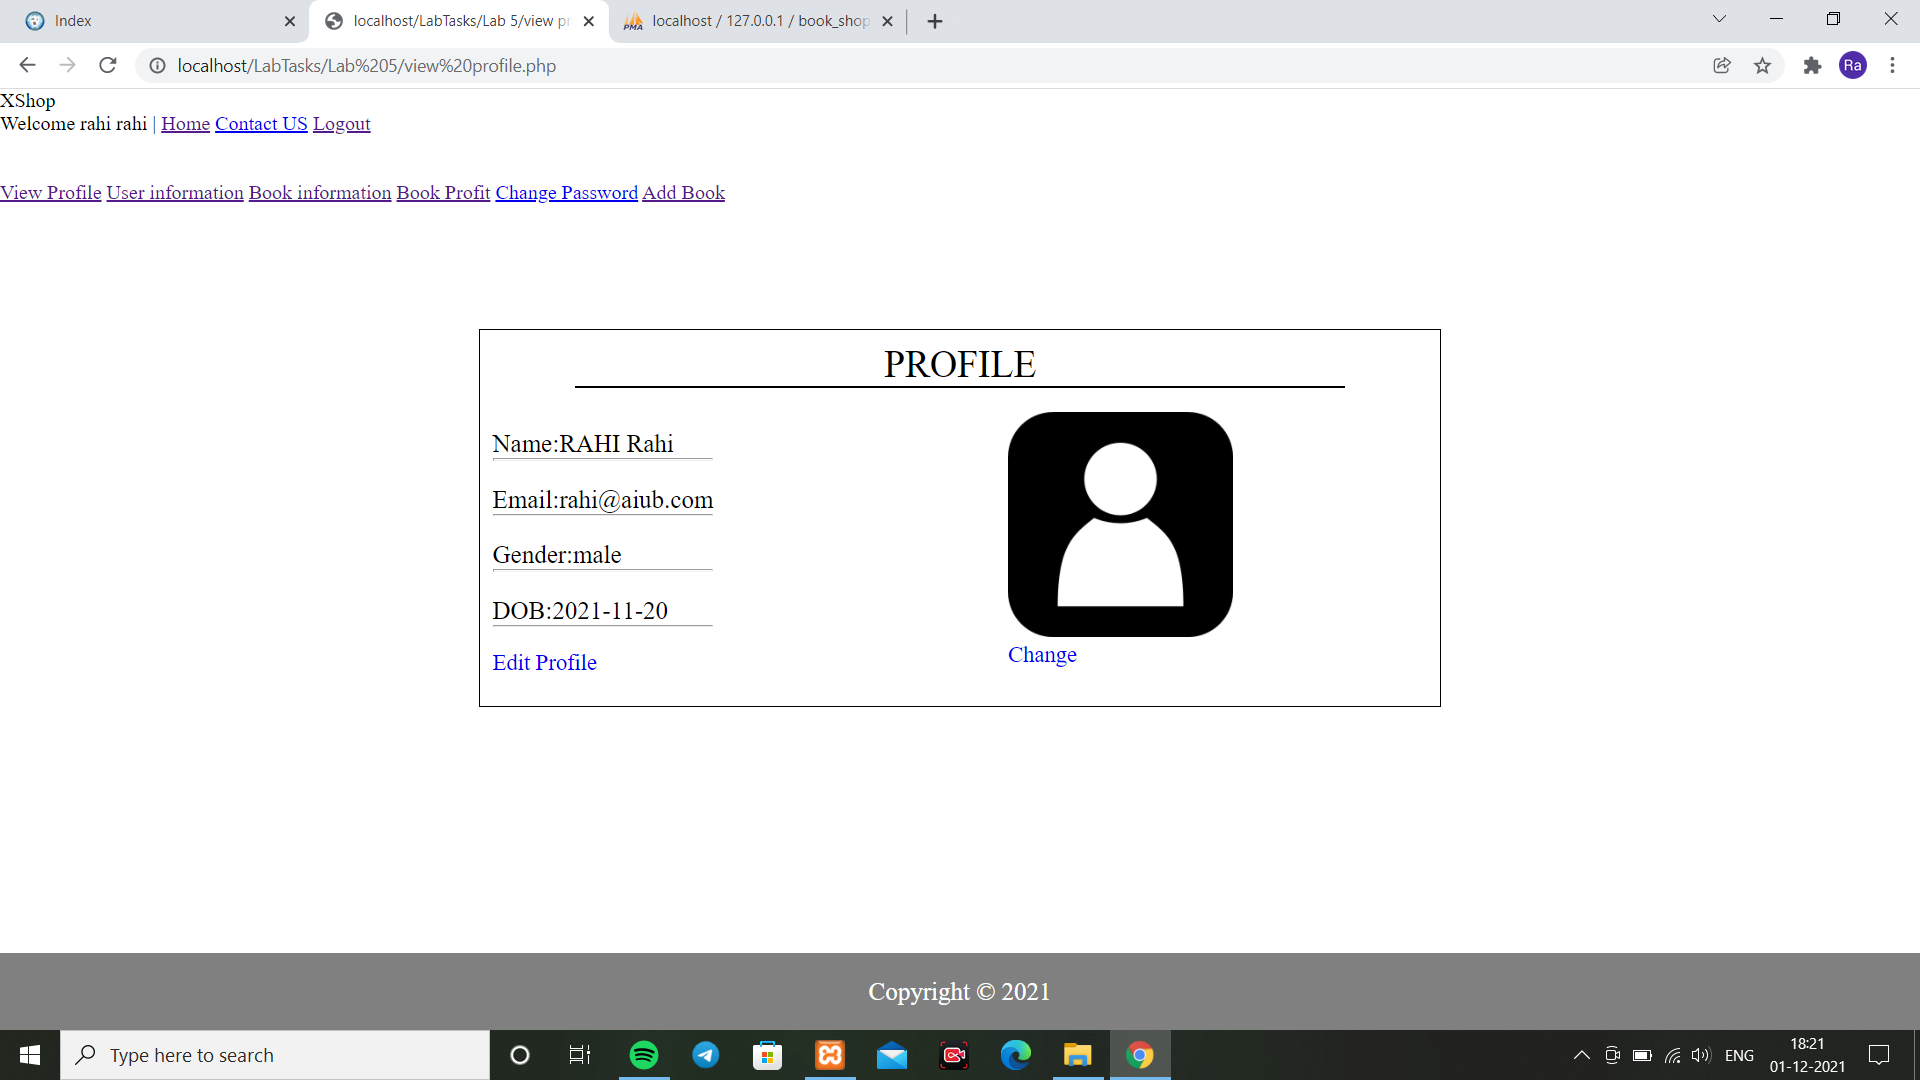 Index
localhost/LabTasks/Lab 5/view pr
localhost / 127.0.0.1 / book_shop
localhost/LabTasks/Lab%205/view%20profile.php
Ra
XShop
Welcome rahi rahi | Home Contact US Logout
View Profile User information Book information Book Profit Change Password Add Book
PROFILE
Name:RAHI Rahi
Email:rahi@aiub.com
Gender:male
DOB:2021-11-20
Edit Profile
Change
Copyright © 2021
Type here to search
ENG
18:21
01-12-2021